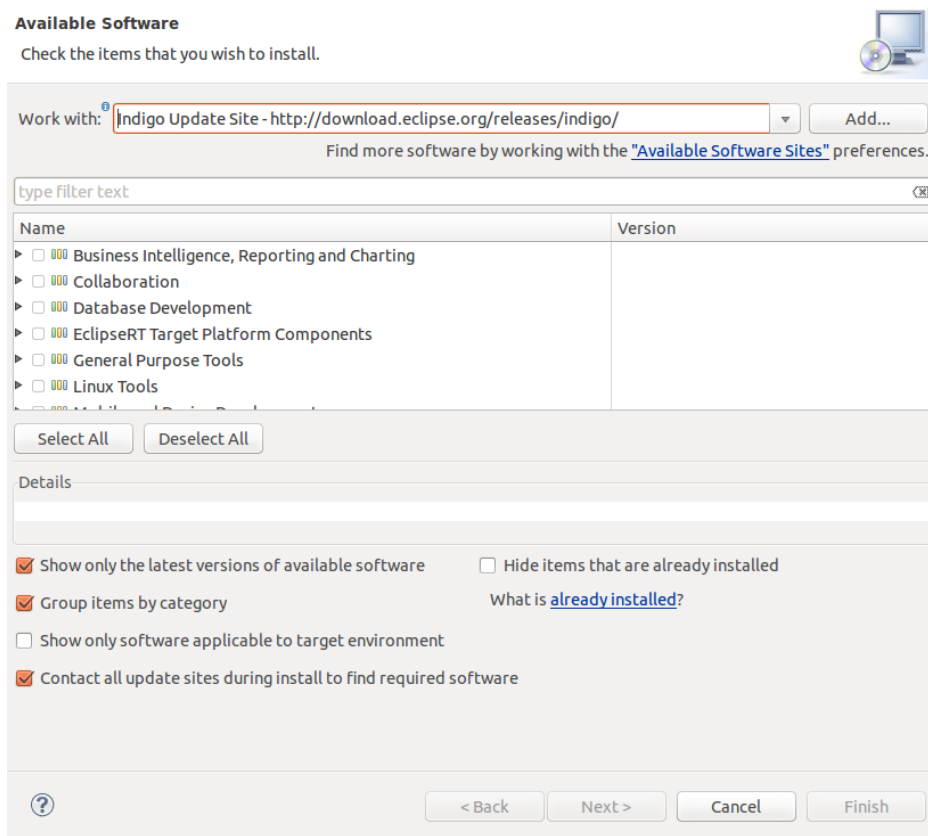 Available Software
Check the items that you wish to install.
Work with: Indigo Update Site - http://download.eclipse.org/releases/indigo/ Add...
Find more software by working with the "Available Software Sites" preferences.
type filter text
Name Version
Business Intelligence, Reporting and Charting
Collaboration
Database Development
EclipseRT Target Platform Components
General Purpose Tools
Linux Tools
Select All Deselect All
Details
Show only the latest versions of available software Hide items that are already installed
Group items by category What is already installed?
Show only software applicable to target environment
Contact all update sites during install to find required software
? < Back Next > Cancel Finish